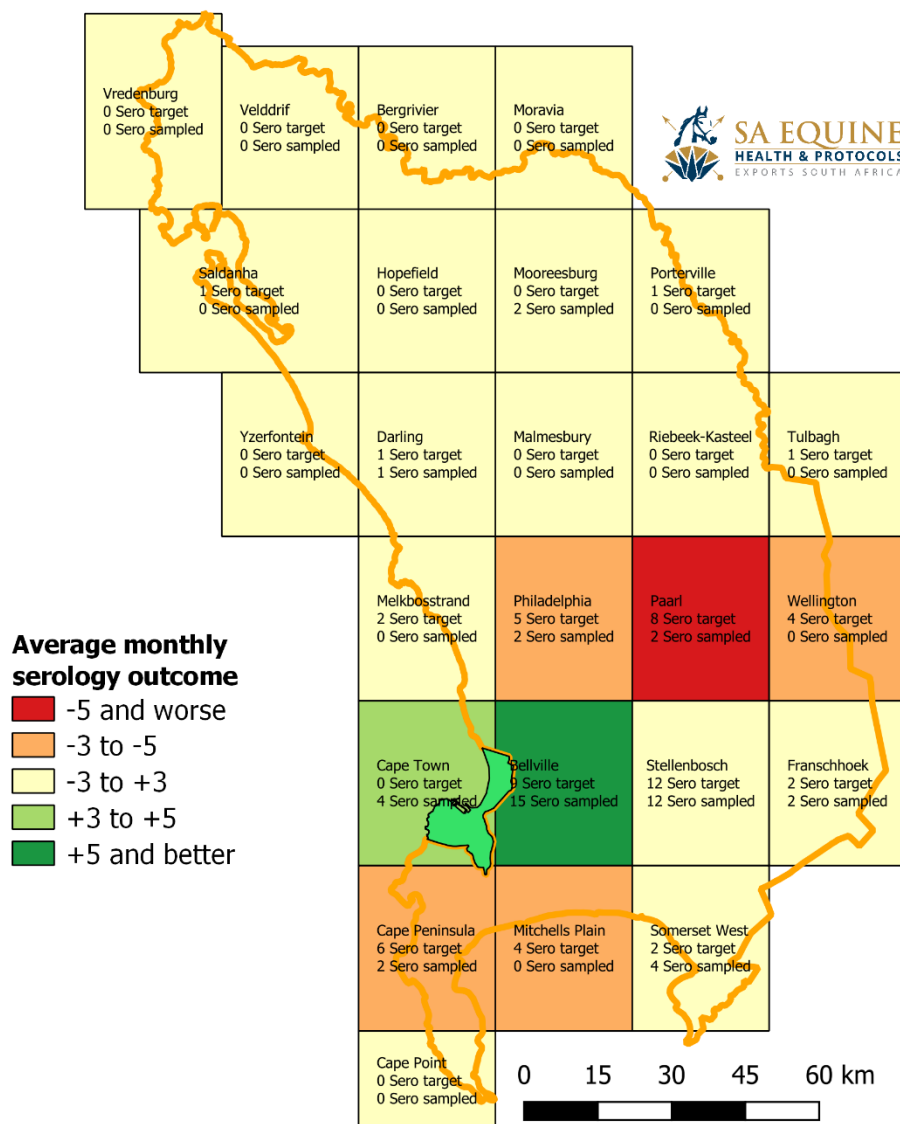 Vredenburg
0 Sero target
0 Sero sampled
Velddrif
0 Sero target
0 Sero sampled
Bergrivier
0 Sero target
0 Sero sampled
Moravia
0 Sero target
0 Sero sampled
SA EQUINE
HEALTH & PROTOCOLS
EXPORTS SOUTH AFRICA
Saldanha
1 Sero target
0 Sero sampled
Hopefield
0 Sero target
0 Sero sampled
Mooreesburg
0 Sero target
2 Sero sampled
Porterville
1 Sero target
0 Sero sampled
Yzerfontein
0 Sero target
0 Sero sampled
Darling
1 Sero target
1 Sero sampled
Malmesbury
0 Sero target
0 Sero sampled
Riebeek-Kasteel
0 Sero target
0 Sero sampled
Tulbagh
1 Sero target
0 Sero sampled
Melkbosstrand
2 Sero target
0 Sero sampled
Philadelphia
5 Sero target
2 Sero sampled
Paarl
8 Sero target
2 Sero sampled
Wellington
4 Sero target
0 Sero sampled
Average monthly
serology outcome
-5 and worse
-3 to -5
-3 to +3
+3 to +5
+5 and better
Cape Town
0 Sero target
4 Sero sampled
Bellville
9 Sero target
15 Sero sampled
Stellenbosch
12 Sero target
12 Sero sampled
Franschhoek
2 Sero target
2 Sero sampled
Cape Peninsula
6 Sero target
2 Sero sampled
Mitchells Plain
4 Sero target
0 Sero sampled
Somerset West
2 Sero target
4 Sero sampled
Cape Point
0 Sero target
0 Sero sampled
0 15 30 45 60 km